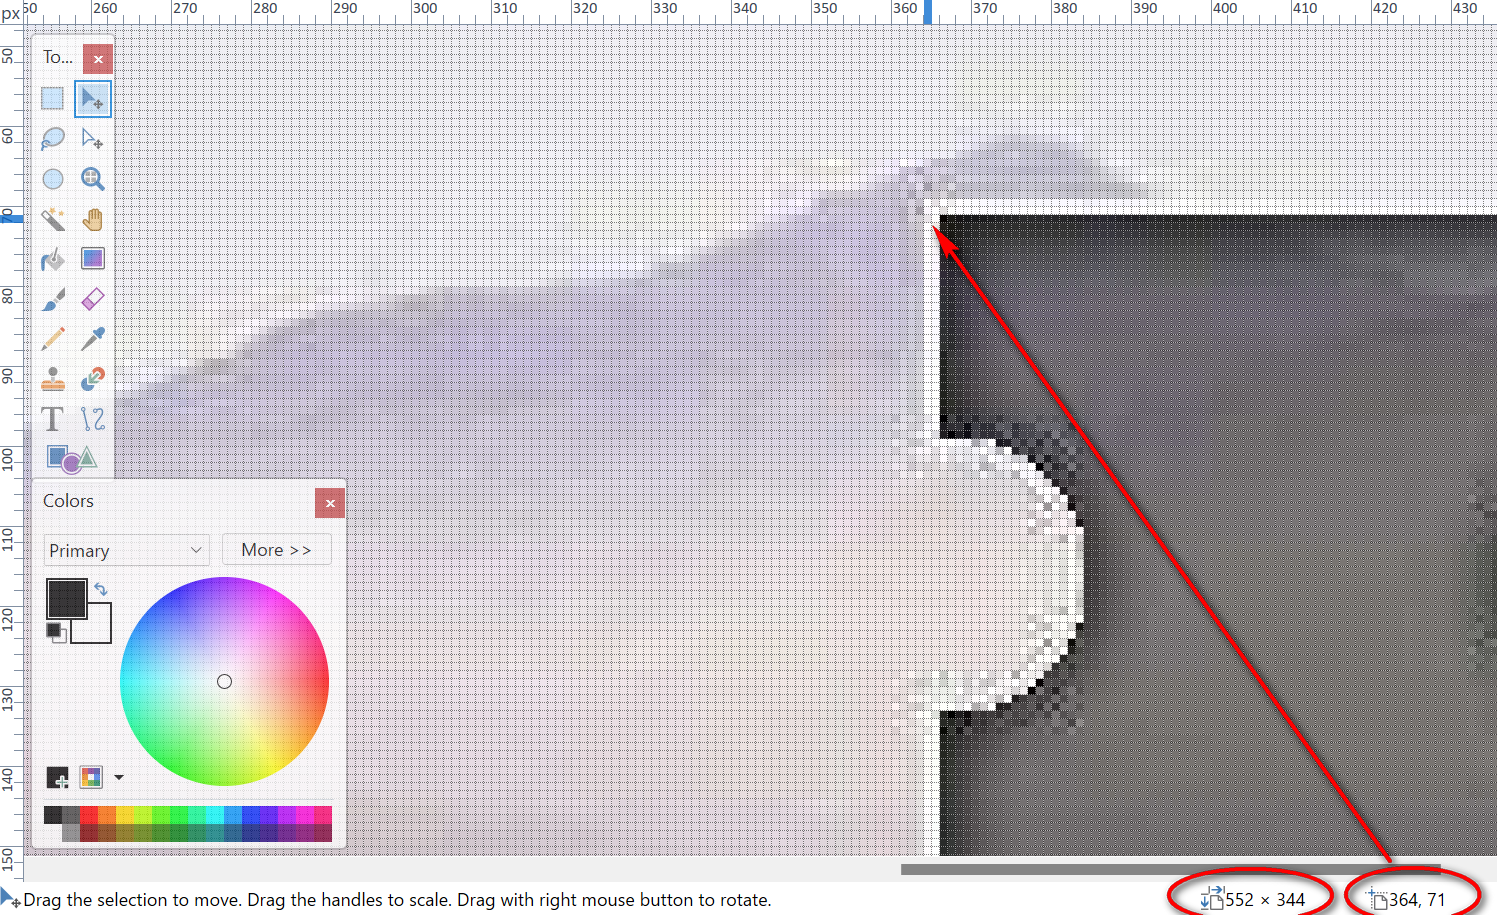 px 50 260 270 280 290 300 310 320 330 340 350 360 370 380 390 400 410 420 430
50
60
70
80
90
100
110
120
130
140
150
To...
T
Colors
Primary
More >>
Drag the selection to move. Drag the handles to scale. Drag with right mouse button to rotate.
552 × 344
364, 71